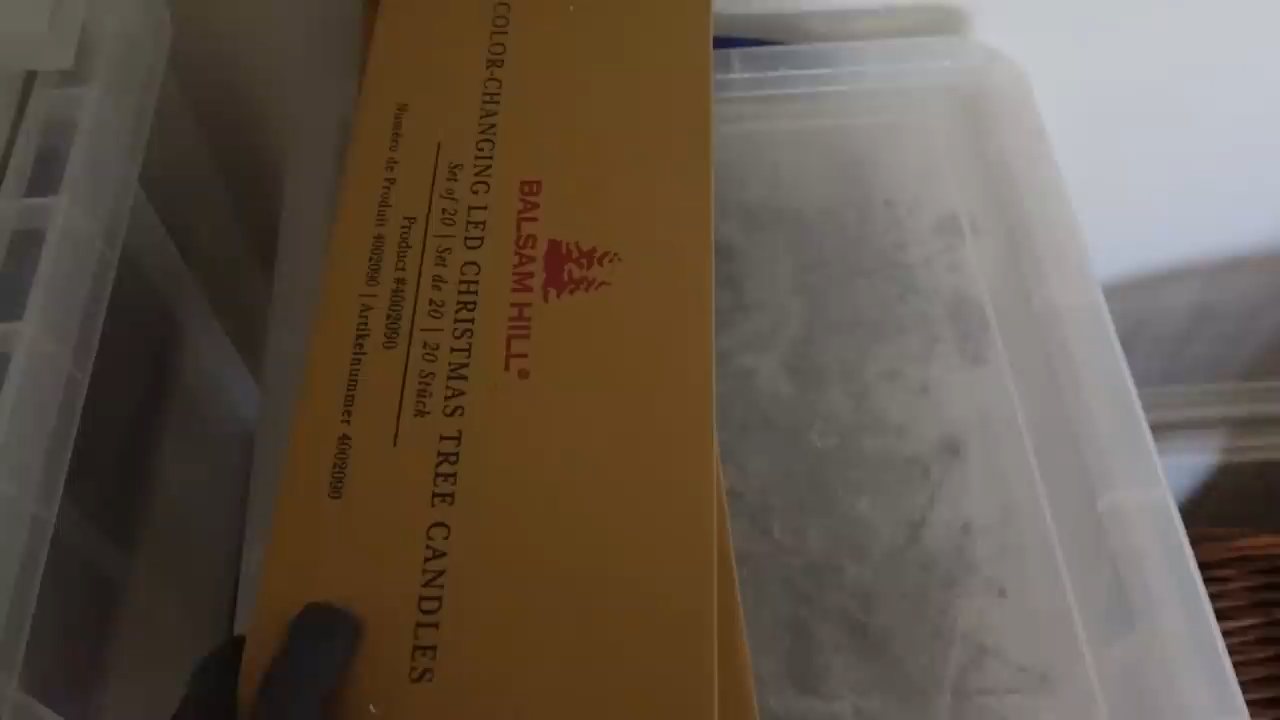 BALSAM HILL®
COLOR-CHANGING LED CHRISTMAS TREE CANDLES
Set of 20 | Set de 20 | 20 Stück
Product #4002090
Numéro de Produit 4002090 | Artikelnummer 4002090